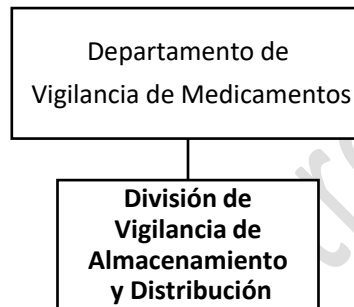 Departamento de
Vigilancia de Medicamentos
División de
Vigilancia de
Almacenamiento
y Distribución